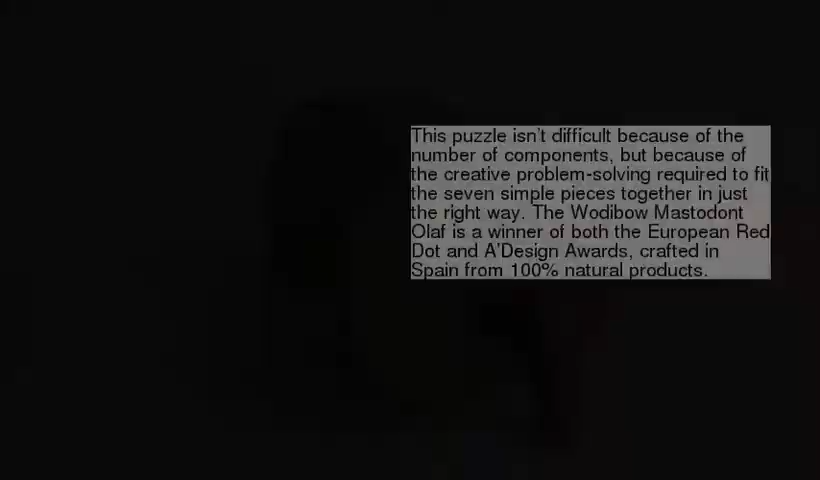 This puzzle isn't difficult because of the
number of components, but because of
the creative problem-solving required to fit
the seven simple pieces together in just
the right way. The Wodibow Mastodont
Olaf is a winner of both the European Red
Dot and A'Design Awards, crafted in
Spain from 100% natural products.